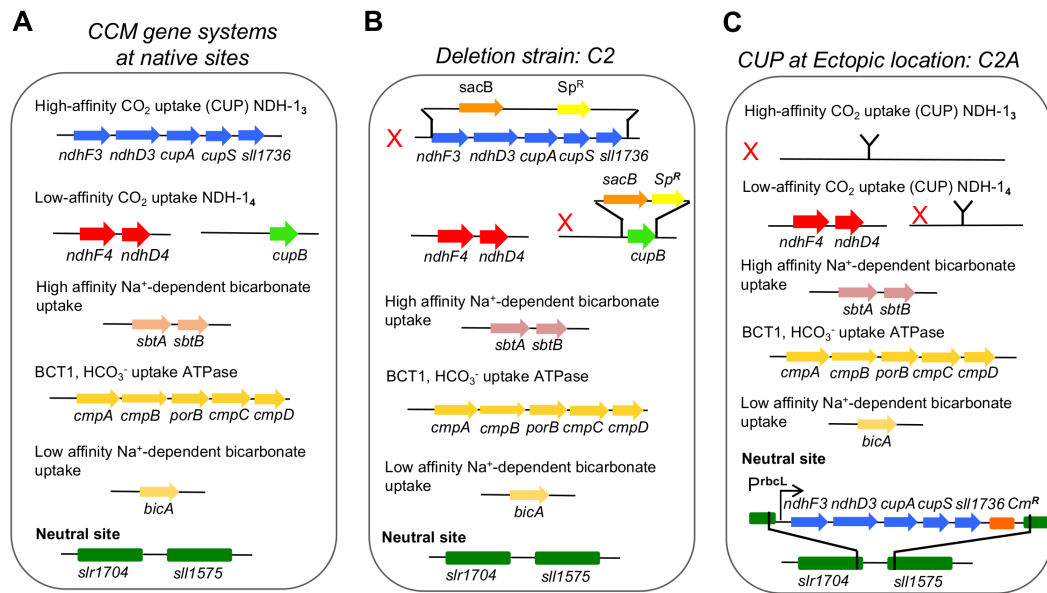 A
CCM gene systems
at native sites
High-affinity CO₂ uptake (CUP) NDH-1₃
ndhF3 ndhD3 cupA cupS sll1736
Low-affinity CO₂ uptake NDH-1₄
ndhF4 ndhD4 cupB
High affinity Na⁺-dependent bicarbonate
uptake
sbtA sbtB
BCT1, HCO₃⁻ uptake ATPase
cmpA cmpB porB cmpC cmpD
Low affinity Na⁺-dependent bicarbonate
uptake
bicA
Neutral site
slr1704 sll1575
B
Deletion strain: C2
sacB Spᴿ
X
ndhF3 ndhD3 cupA cupS sll1736
sacB Spᴿ
X
ndhF4 ndhD4 cupB
High affinity Na⁺-dependent bicarbonate
uptake
sbtA sbtB
BCT1, HCO₃⁻ uptake ATPase
cmpA cmpB porB cmpC cmpD
Low affinity Na⁺-dependent bicarbonate
uptake
bicA
Neutral site
slr1704 sll1575
C
CUP at Ectopic location: C2A
High-affinity CO₂ uptake (CUP) NDH-1₃
X
Low-affinity CO₂ uptake (CUP) NDH-1₄
X
ndhF4 ndhD4
High affinity Na⁺-dependent bicarbonate
uptake
sbtA sbtB
BCT1, HCO₃⁻ uptake ATPase
cmpA cmpB porB cmpC cmpD
Low affinity Na⁺-dependent bicarbonate
uptake
bicA
Neutral site
PrbcL
ndhF3 ndhD3 cupA cupS sll1736 Cmᴿ
slr1704 sll1575